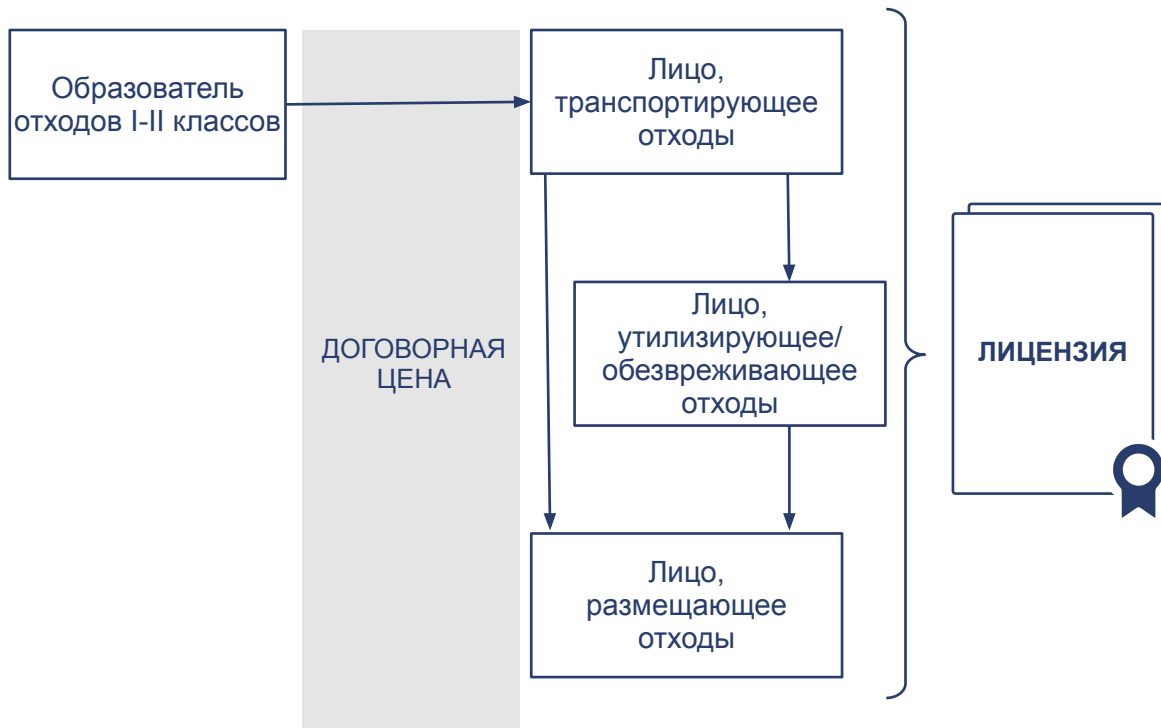 Образователь
отходов I-II классов
Лицо,
транспортирующее
отходы
ДОГОВОРНАЯ
ЦЕНА
Лицо,
утилизирующее/
обезвреживающее
отходы
ЛИЦЕНЗИЯ
Лицо,
размещающее
отходы